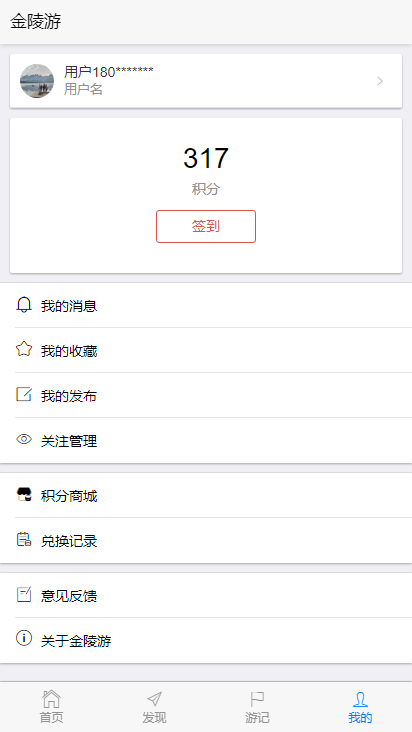 金陵游
用户180*******
用户名
317
积分
签到
我的消息
我的收藏
我的发布
关注管理
积分商城
兑换记录
意见反馈
关于金陵游
首页
发现
游记
我的